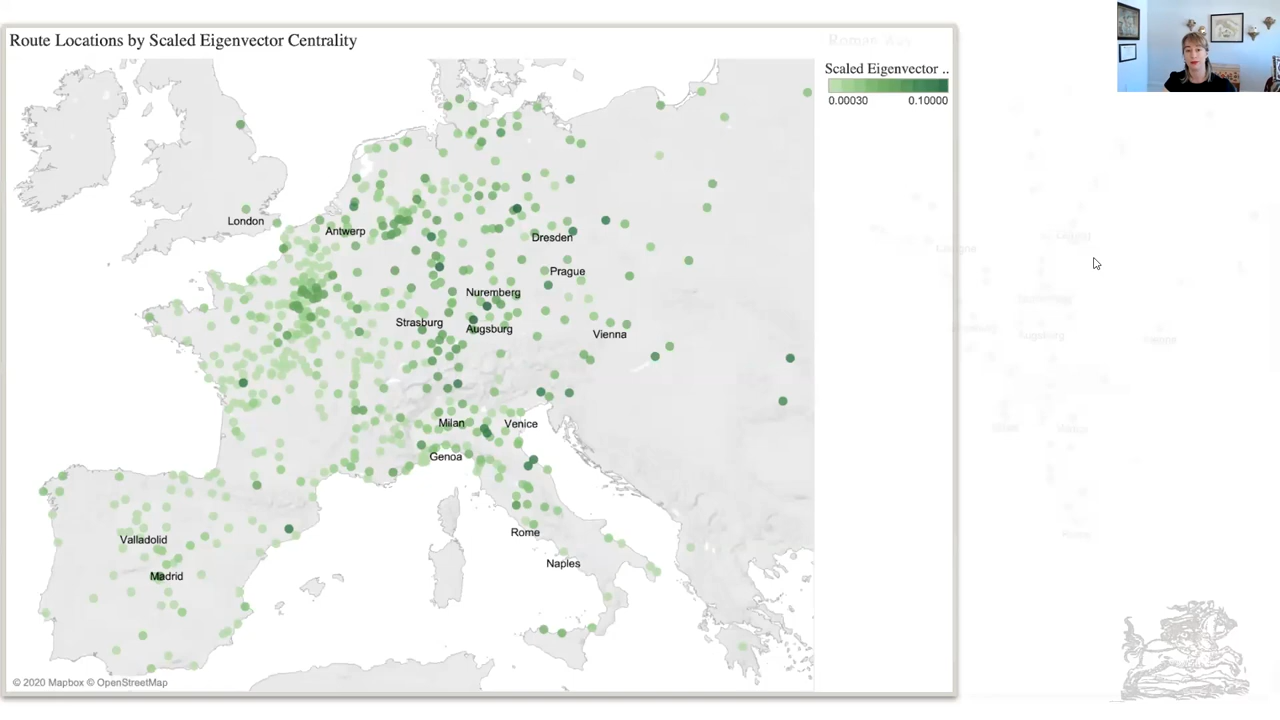 Route Locations by Scaled Eigenvector Centrality
Scaled Eigenvector ..
0.00030 0.10000
London
Antwerp
Dresden
Prague
Nuremberg
Strasburg
Augsburg
Vienna
Milan
Venice
Genoa
Rome
Valladolid
Naples
Madrid
© 2020 Mapbox © OpenStreetMap